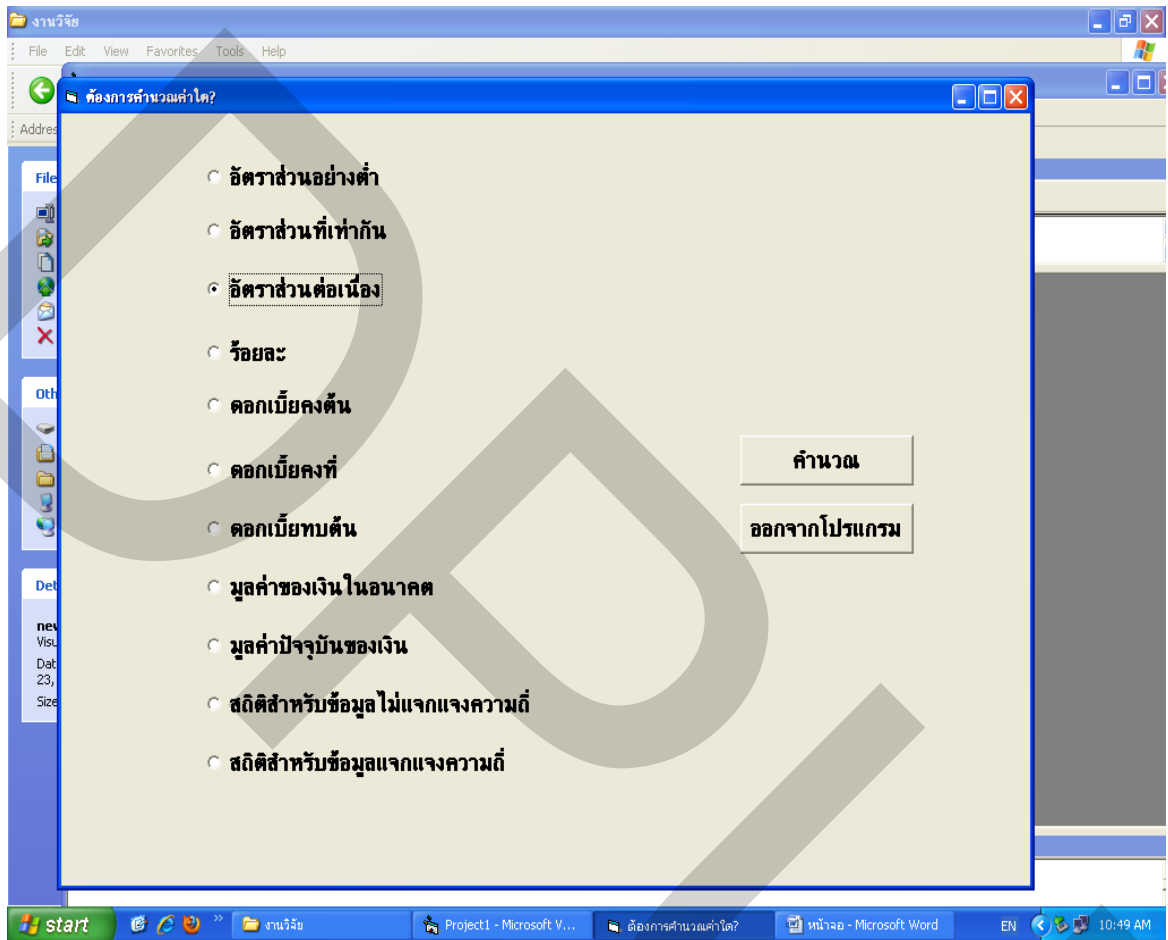 งานวิจัย
File Edit View Favorites Tools Help
ต้องการคำนวณค่าใด?
Addres
File
อัตราส่วนอย่างต่ำ
อัตราส่วนที่เท่ากัน
อัตราส่วนต่อเนื่อง
ร้อยละ
Oth
ดอกเบี้ยคงต้น
ดอกเบี้ยคงที่
คำนวณ
ดอกเบี้ยทบต้น
ออกจากโปรแกรม
Det
มูลค่าของเงินในอนาคต
new
Visu
มูลค่าปัจจุบันของเงิน
Dat
23,
Size
สถิติสำหรับข้อมูลไม่แจกแจงความถี่
สถิติสำหรับข้อมูลแจกแจงความถี่
start งานวิจัย Project1 - Microsoft V... ต้องการคำนวณค่าใด? หน้าจอ - Microsoft Word EN 10:49 AM